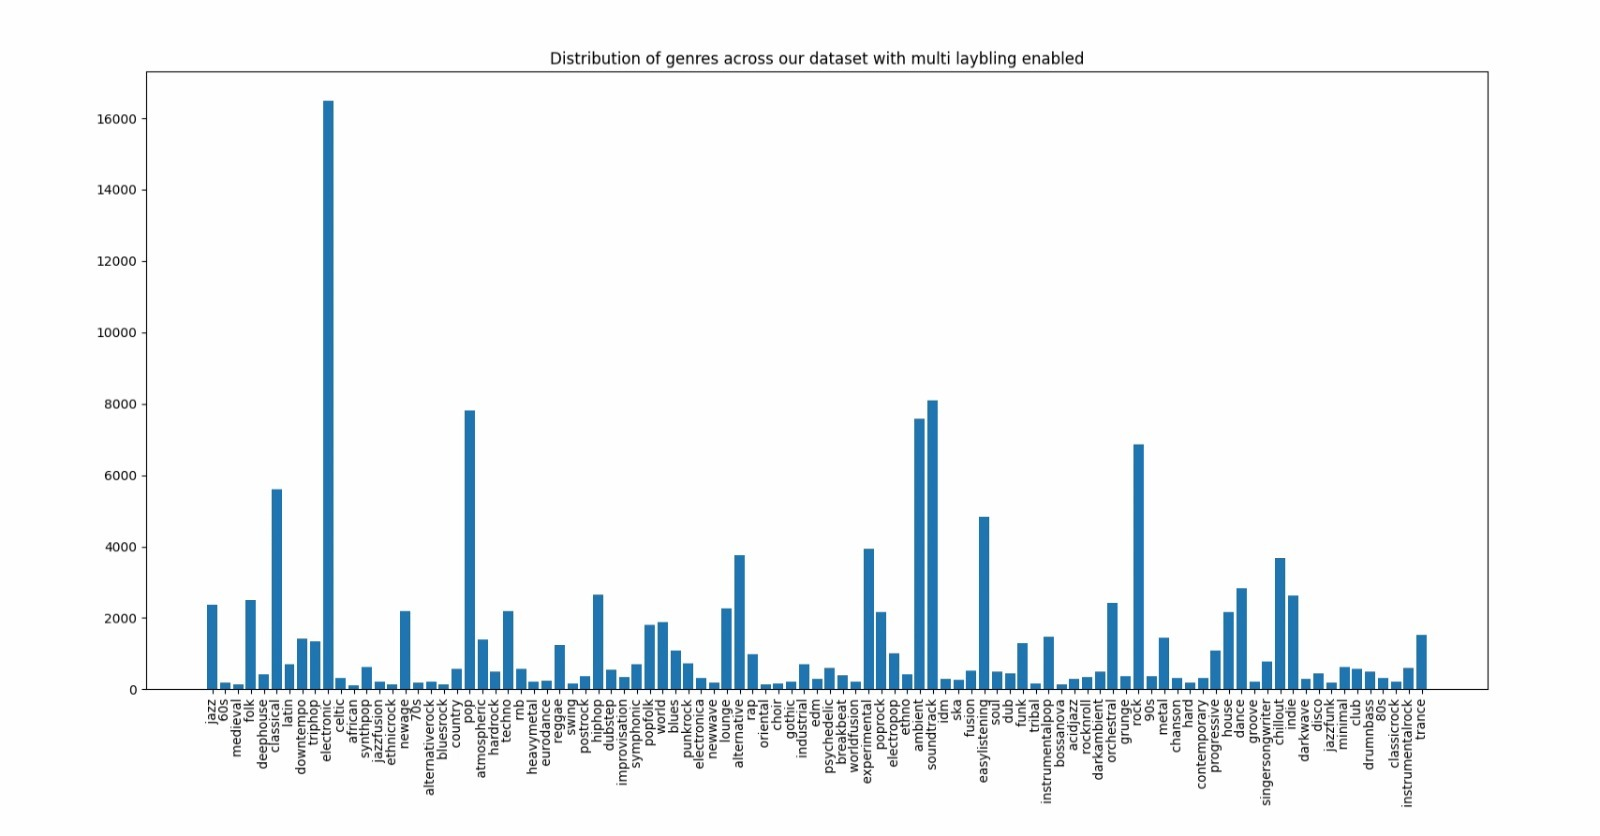 Distribution of genres across our dataset with multi laybling enabled
16000
14000
12000
10000
8000
6000
4000
2000
0
jazz
60s
medieval
folk
deephouse
classical
latin
downtempo
triphop
electronic
celtic
african
synthpop
jazzfusion
ethnicrock
newage
70s
alternativerock
bluesrock
country
pop
atmospheric
hardrock
techno
rnb
heavymetal
eurodance
reggae
swing
postrock
hiphop
dubstep
improvisation
symphonic
popfolk
world
blues
punkrock
electronica
newwave
lounge
alternative
rap
oriental
choir
gothic
industrial
edm
psychedelic
breakbeat
worldfusion
experimental
poprock
electropop
ethno
ambient
soundtrack
idm
ska
fusion
easylistening
soul
dub
funk
tribal
instrumentalpop
bossanova
acidjazz
rocknroll
darkambient
orchestral
grunge
rock
90s
metal
chanson
hard
contemporary
progressive
house
dance
groove
singersongwriter
chillout
indie
darkwave
disco
jazzfunk
minimal
club
drumnbass
80s
classicrock
instrumentalrock
trance